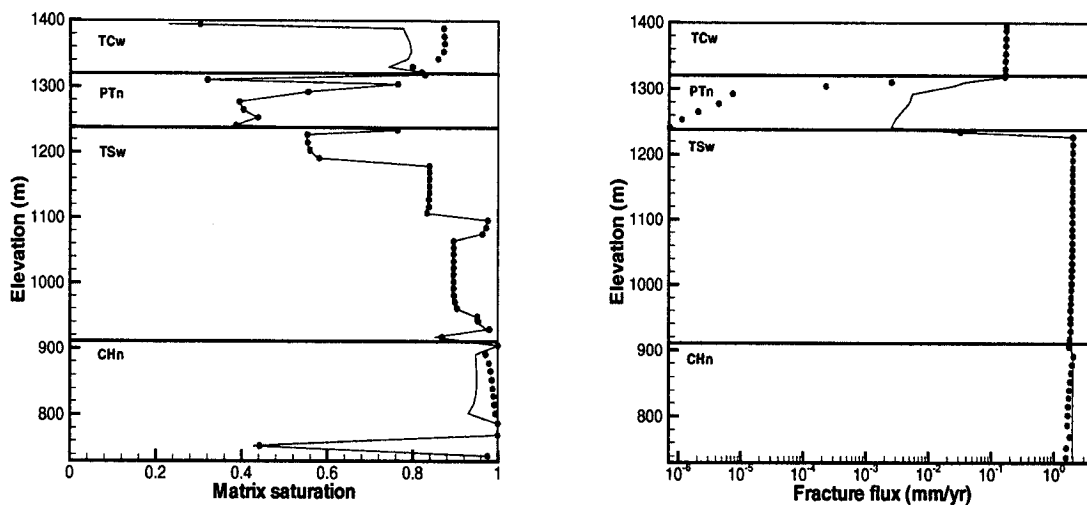 1400
TCw
1300
PTn
1200
TSw
1100
1000
900
CHn
800
0
0.2
0.4
0.6
0.8
1
Elevation (m)
Matrix saturation
1400
TCw
1300
PTn
1200
TSw
1100
1000
900
CHn
800
10⁻⁶
10⁻⁵
10⁻⁴
10⁻³
10⁻²
10⁻¹
10⁰
Elevation (m)
Fracture flux (mm/yr)